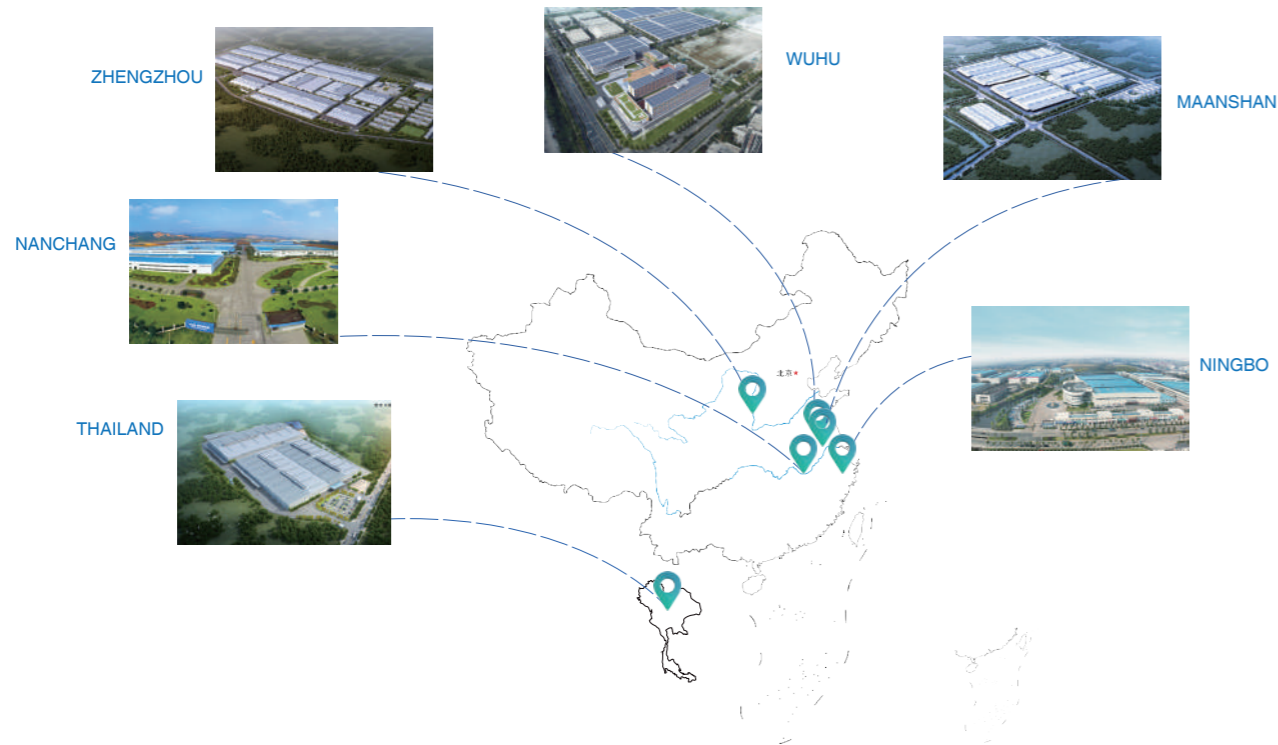 ZHENGZHOU
WUHU
MAANSHAN
NANCHANG
NINGBO
THAILAND
北京